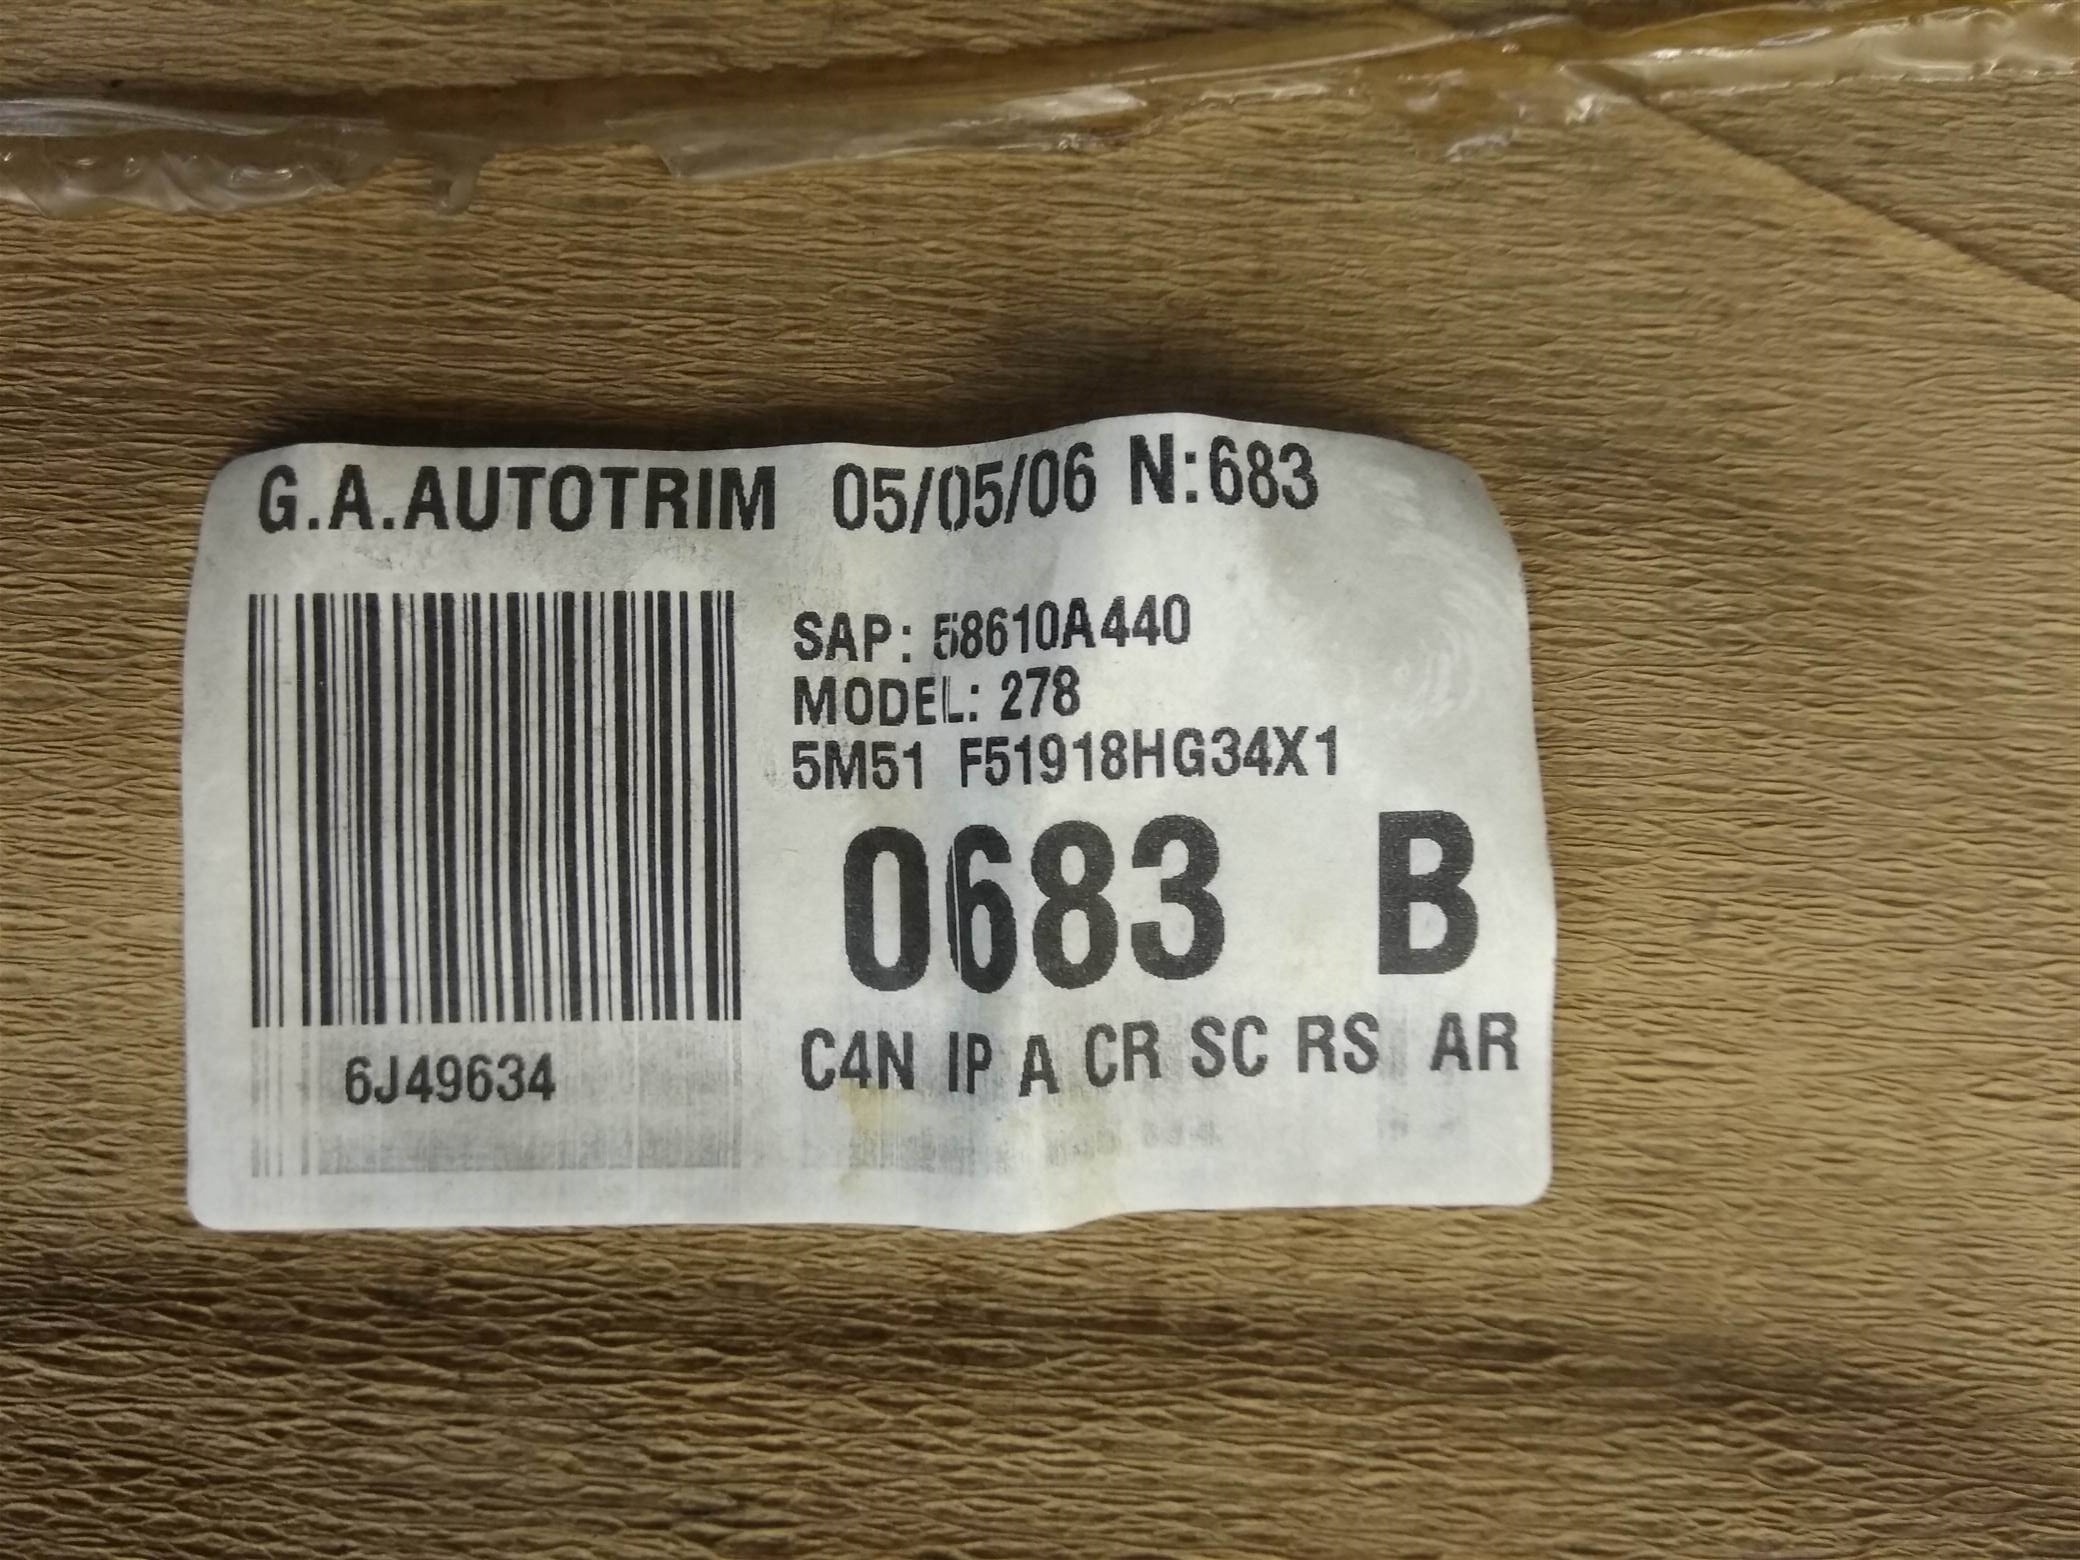 G.A.AUTOTRIM 05/05/06 N:683
SAP: 58610A440
MODEL: 278
5M51 F51918HG34X1
0683 B
C4N IP A CR SC RS AR
6J49634